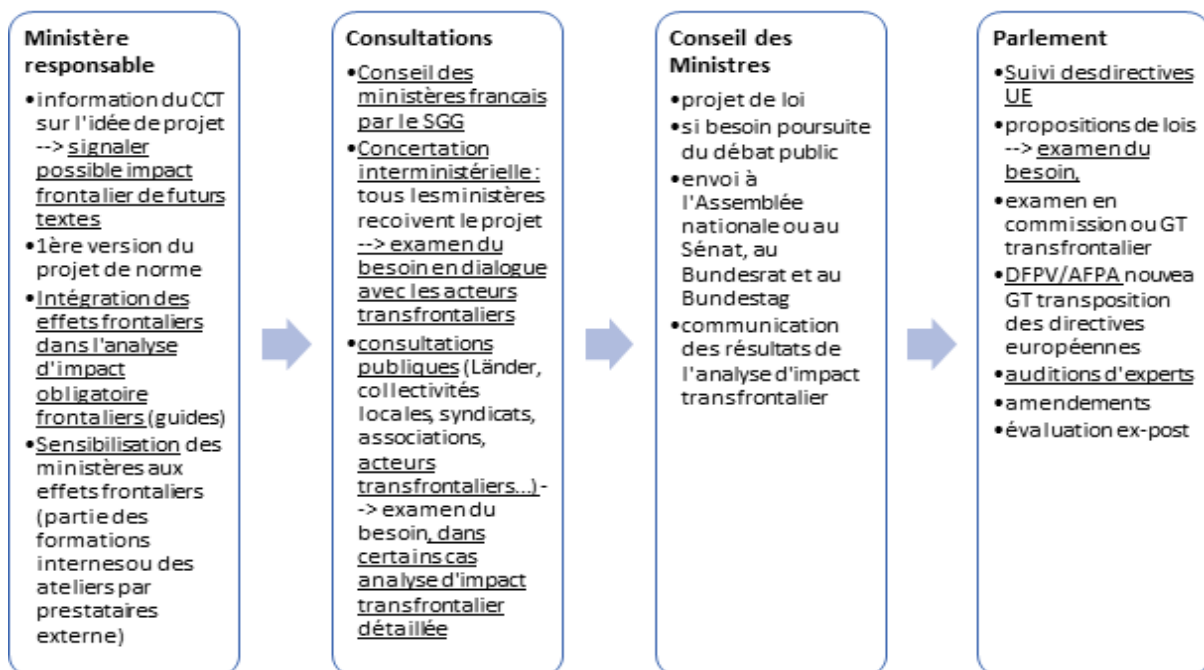 Ministère
responsable
•information du CCT
sur l'idée de projet
--> signaler
possible impact
frontalier de futurs
textes
•1ère version du
projet de norme
•Intégration des
effets frontaliers
dans l'analyse
d'impact
obligatoire
frontaliers (guides)
•Sensibilisation des
ministères aux
effets frontaliers
(partie des
formations
internesou des
ateliers par
prestataires
externe)
Consultations
•Conseil des
ministères francais
par le SGG
•Concertation
interministérielle :
tous lesministères
recoivent le projet
--> examen du
besoin en dialogue
avec les acteurs
transfrontaliers
•consultations
publiques (Länder,
collectivités
locales, syndicats,
associations,
acteurs
transfrontaliers...) -
-> examen du
besoin, dans
certains cas
analyse d'impact
transfrontalier
détaillée
Conseil des
Ministres
•projet de loi
•si besoin poursuite
du débat public
•envoi à
l'Assemblée
nationale ou au
Sénat, au
Bundesrat et au
Bundestag
•communication
des résultats de
l'analyse d'impact
transfrontalier
Parlement
•Suivi desdirectives
UE
•propositions de lois
--> examen du
besoin,
•examen en
commission ou GT
transfrontalier
•DFPV/AFPA nouvea
GT transposition
des directives
européennes
•auditions d'experts
•amendements
•évaluation ex-post